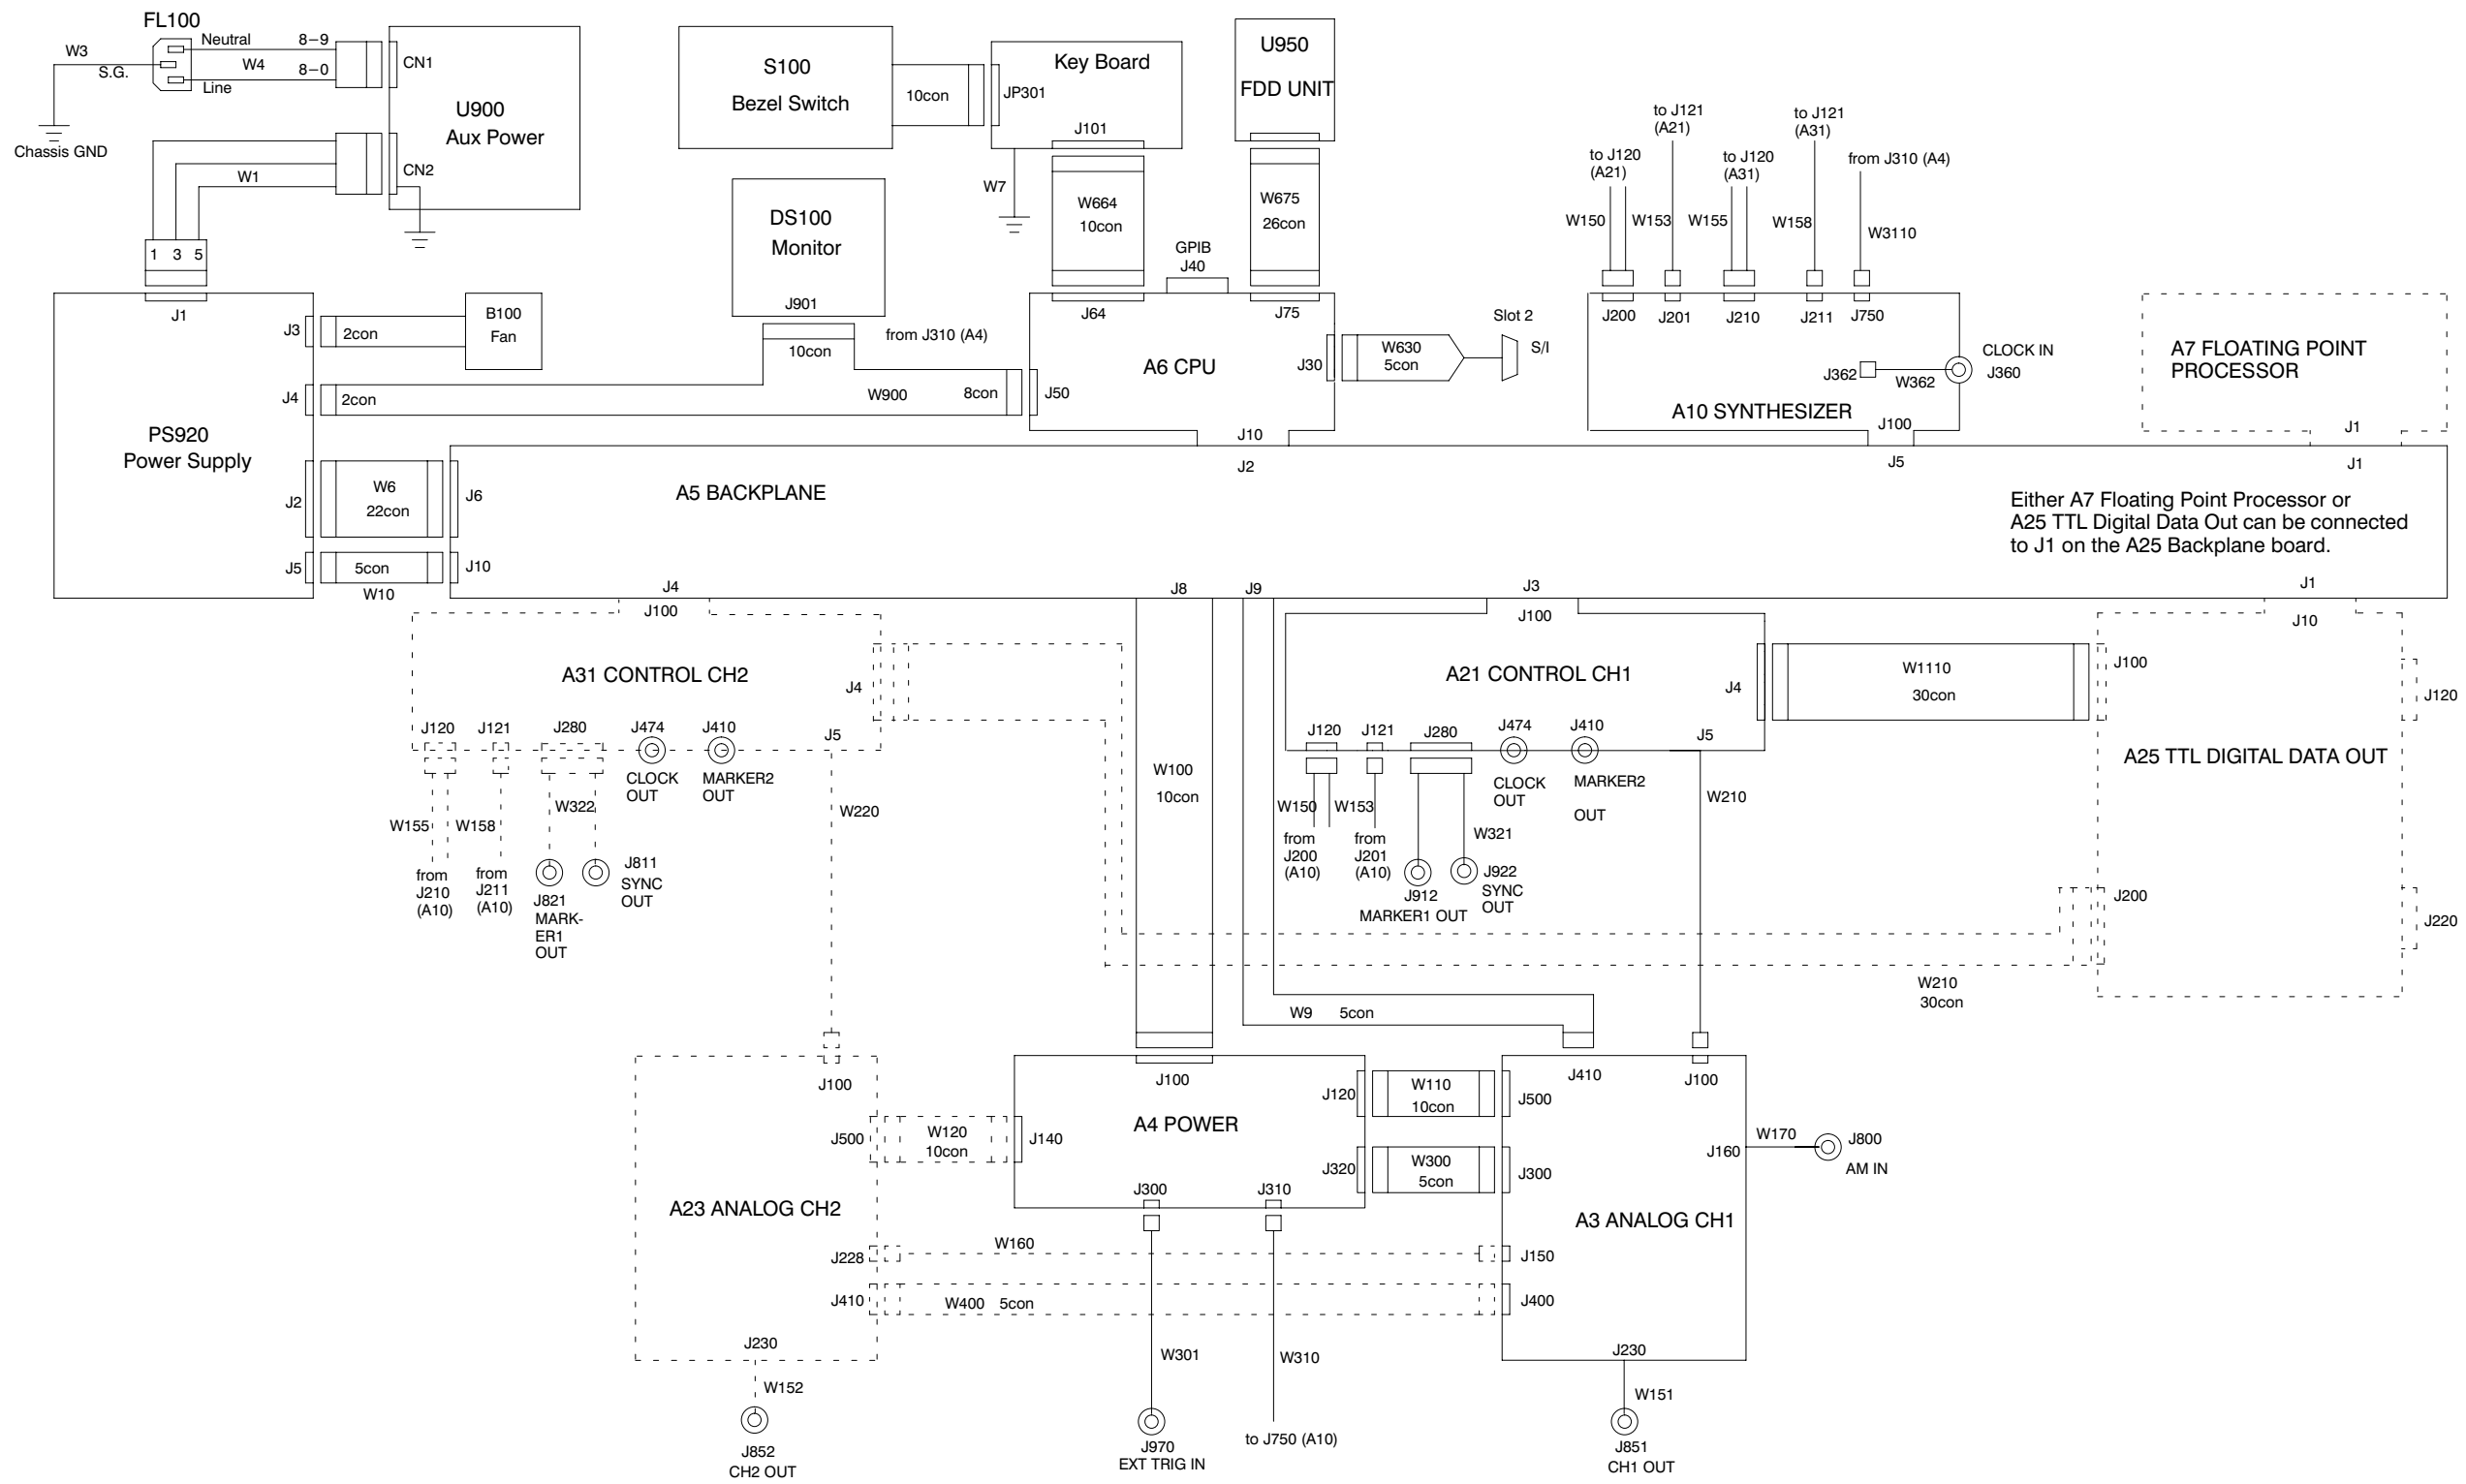 FL100
W3
S.G.
Neutral
8–9
W4
8–0
Line
Chassis GND
CN1
U900
Aux Power
CN2
W1
1 3 5
S100
Bezel Switch
10con
JP301
Key Board
J101
W7
U950
FDD UNIT
W664
10con
W675
26con
GPIB
J40
DS100
Monitor
J901
10con
from J310 (A4)
to J120
(A21)
to J121
(A21)
to J120
(A31)
to J121
(A31)
from J310 (A4)
W150
W153
W155
W158
W3110
J1
J3
2con
B100
Fan
J4
2con
W900
8con
J50
J64
J75
A6 CPU
J30
W630
5con
Slot 2
S/I
J10
J200
J201
J210
J211
J750
J362
W362
CLOCK IN
J360
A10 SYNTHESIZER
J100
A7 FLOATING POINT
PROCESSOR
J1
PS920
Power Supply
J2
W6
22con
J6
J5
5con
J10
W10
A5 BACKPLANE
J2
J5
J1
Either A7 Floating Point Processor or
A25 TTL Digital Data Out can be connected
to J1 on the A25 Backplane board.
J4
J8
J9
J3
J1
J100
J100
J10
A31 CONTROL CH2
J4
J120
J121
J280
J474
J410
J5
CLOCK
OUT
MARKER2
OUT
W155
W158
W322
W220
from
J210
(A10)
from
J211
(A10)
J821
MARK-
ER1
OUT
J811
SYNC
OUT
W100
10con
A21 CONTROL CH1
J4
J120
J121
J280
J474
J410
J5
CLOCK
OUT
MARKER2
OUT
W150
W153
W321
W210
from
J200
(A10)
from
J201
(A10)
J912
MARKER1 OUT
J922
SYNC
OUT
W1110
30con
J100
J120
A25 TTL DIGITAL DATA OUT
J200
J220
W210
30con
W9 5con
J100
J500
W120
10con
J140
A23 ANALOG CH2
J228
J410
J230
W152
J852
CH2 OUT
J100
A4 POWER
J120
W110
10con
J500
J320
W300
5con
J300
J300
J310
W160
W400 5con
W301
W310
J970
EXT TRIG IN
to J750 (A10)
J410
J100
J160
W170
J800
AM IN
A3 ANALOG CH1
J150
J400
J230
W151
J851
CH1 OUT